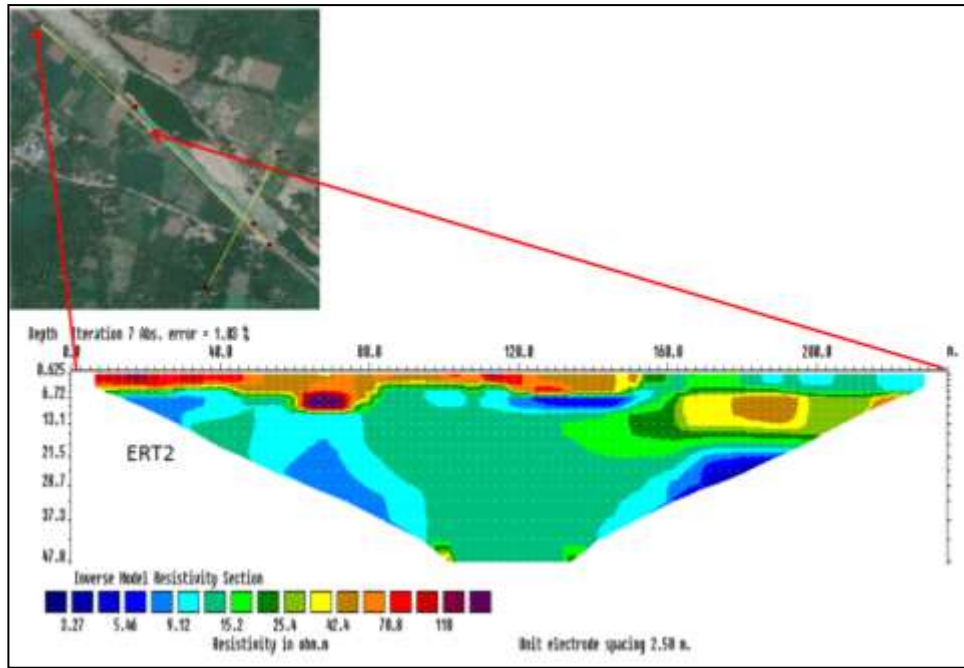 Depth Iteration 7 Abs. error = 1.03 %
0.0 40.0 80.0 120.0 160.0 200.0 m.
0.625
6.72
13.1
21.5
28.7
37.3
47.8
ERT2
Inverse Model Resistivity Section
3.27 5.46 9.12 15.2 25.4 42.4 70.8 118
Resistivity in ohm.m
Unit electrode spacing 2.50 m.